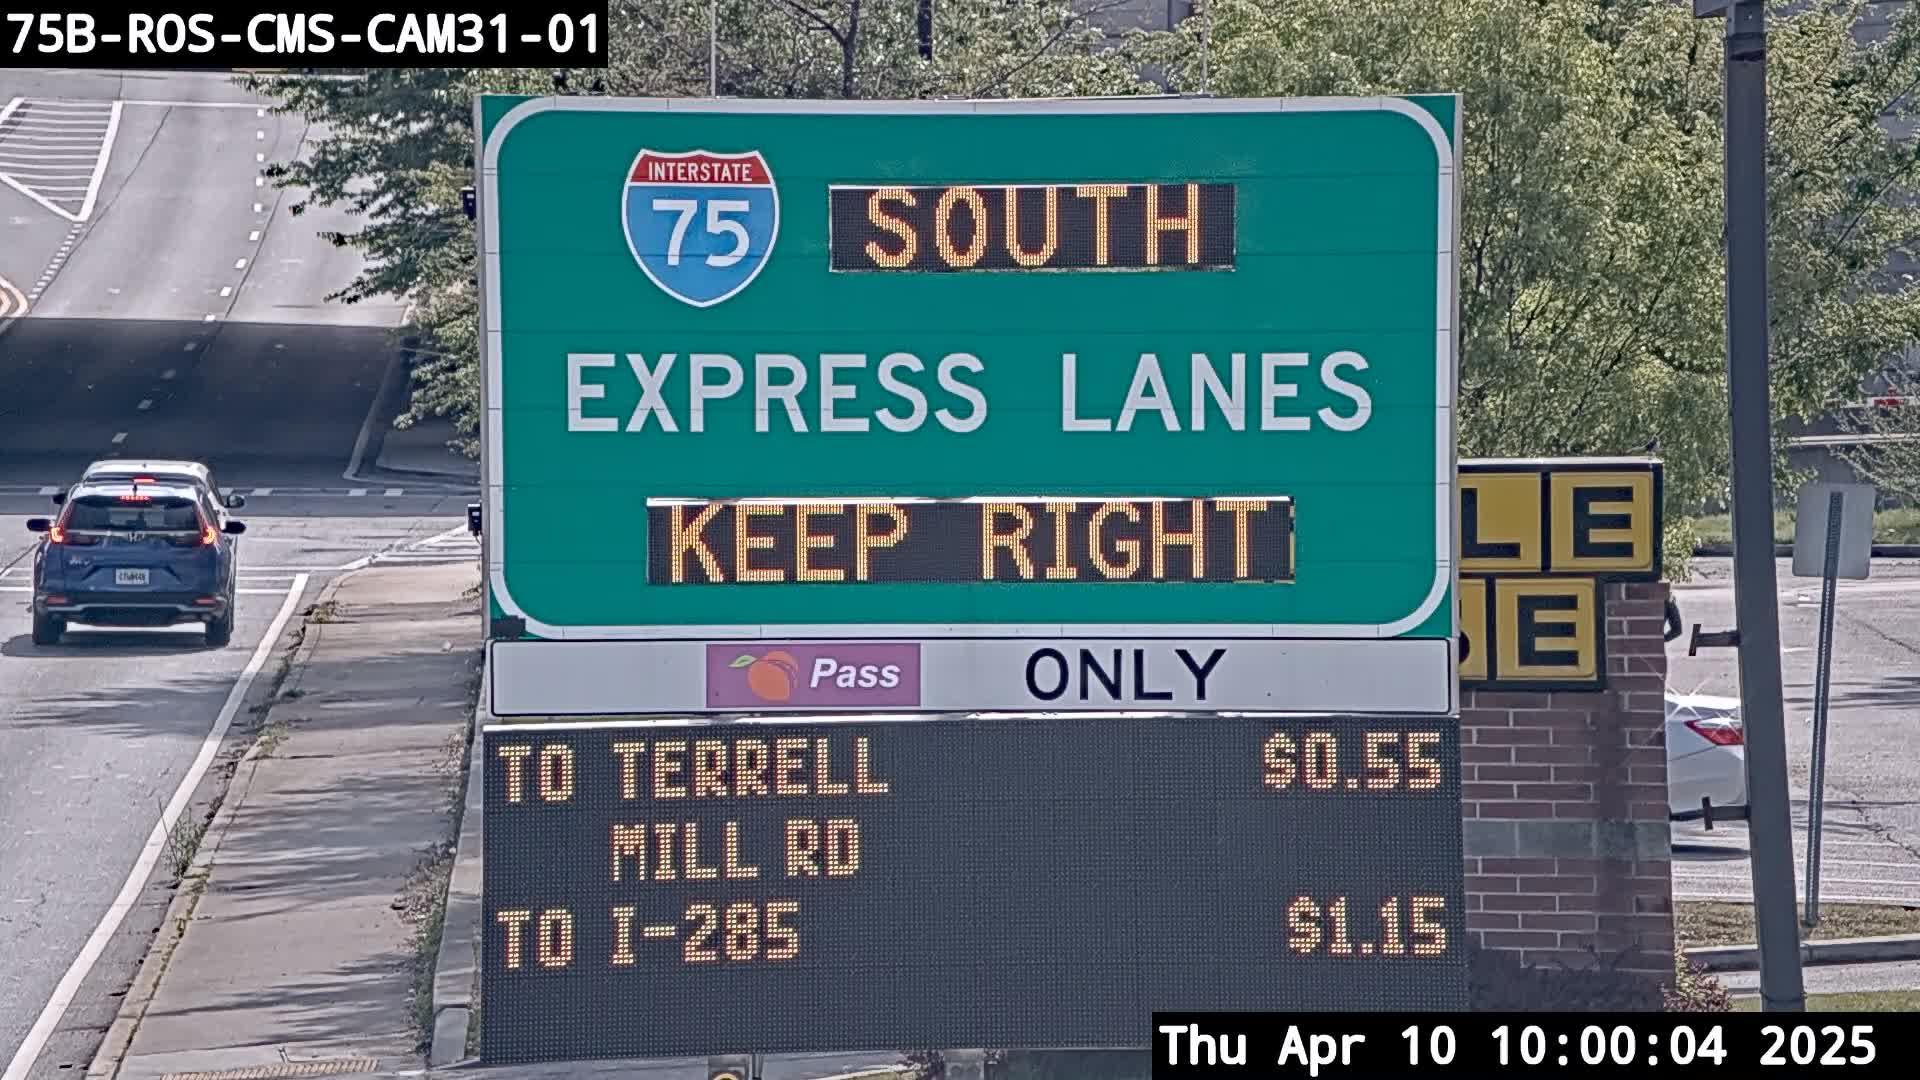 75B-ROS-CMS-CAM31-01
INTERSTATE
75
SOUTH
EXPRESS LANES
KEEP RIGHT
Pass ONLY
TO TERRELL $0.55
MILL RD
TO I-285 $1.15
LE
E
Thu Apr 10 10:00:04 2025